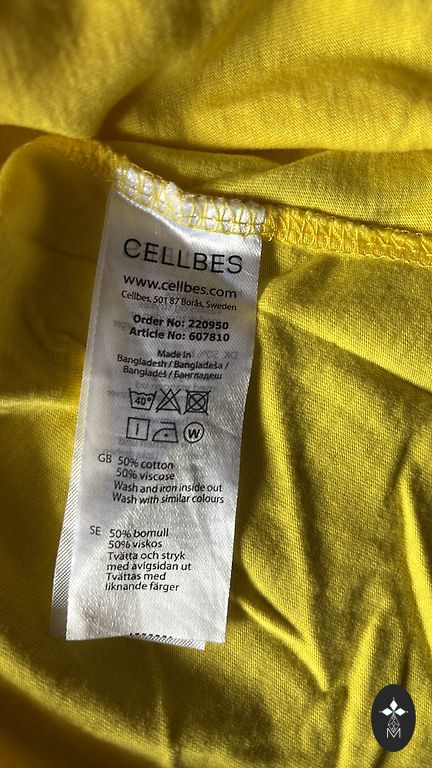 CELLBES
www.cellbes.com
Cellbes, 501 87 Borås, Sweden
Order No: 220950
Article No: 607810
Made in
Bangladesh / Bangladeša /
Bangladéš / Бангладеш
40°
W
GB 50% cotton
50% viscose
Wash and iron inside out
Wash with similar colours
SE 50% bomull
50% viskos
Tvätta och stryk
med avigsidan ut
Tvättas med
liknande färger
M